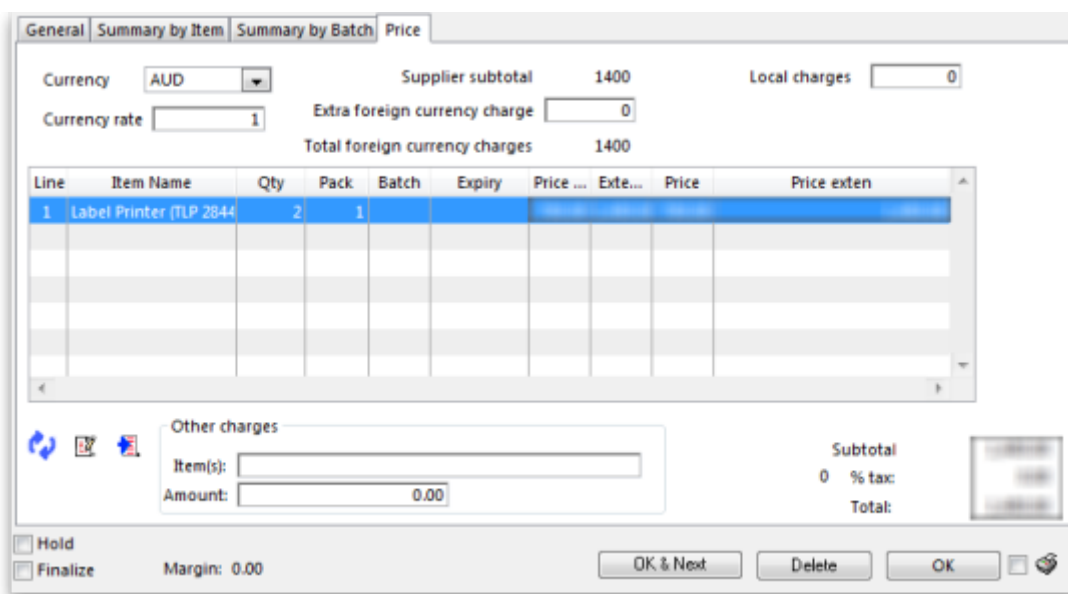 General Summary by Item Summary by Batch Price
Currency AUD Supplier subtotal 1400 Local charges 0
Currency rate 1 Extra foreign currency charge 0
Total foreign currency charges 1400
Line Item Name Qty Pack Batch Expiry Price ... Exte... Price Price exten
1 Label Printer (TLP 2844 2 1
Other charges
Item(s):
Amount: 0.00
Subtotal
0 % tax:
Total:
Hold
Finalize Margin: 0.00 OK & Next Delete OK